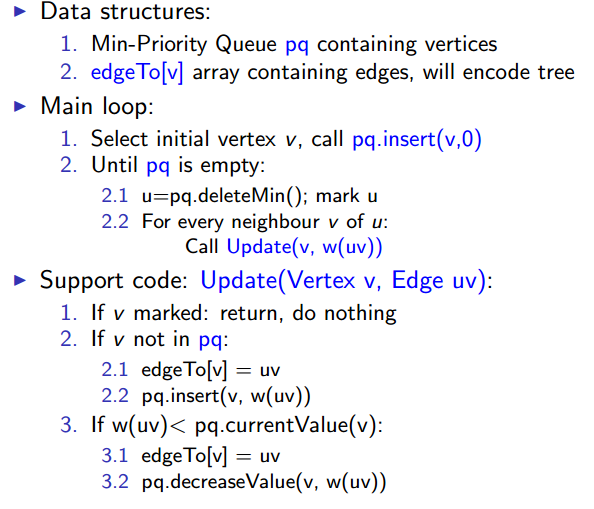 ▶ Data structures:
1. Min-Priority Queue pq containing vertices
2. edgeTo[v] array containing edges, will encode tree
▶ Main loop:
1. Select initial vertex v, call pq.insert(v,0)
2. Until pq is empty:
2.1 u=pq.deleteMin(); mark u
2.2 For every neighbour v of u:
Call Update(v, w(uv))
▶ Support code: Update(Vertex v, Edge uv):
1. If v marked: return, do nothing
2. If v not in pq:
2.1 edgeTo[v] = uv
2.2 pq.insert(v, w(uv))
3. If w(uv)< pq.currentValue(v):
3.1 edgeTo[v] = uv
3.2 pq.decreaseValue(v, w(uv))